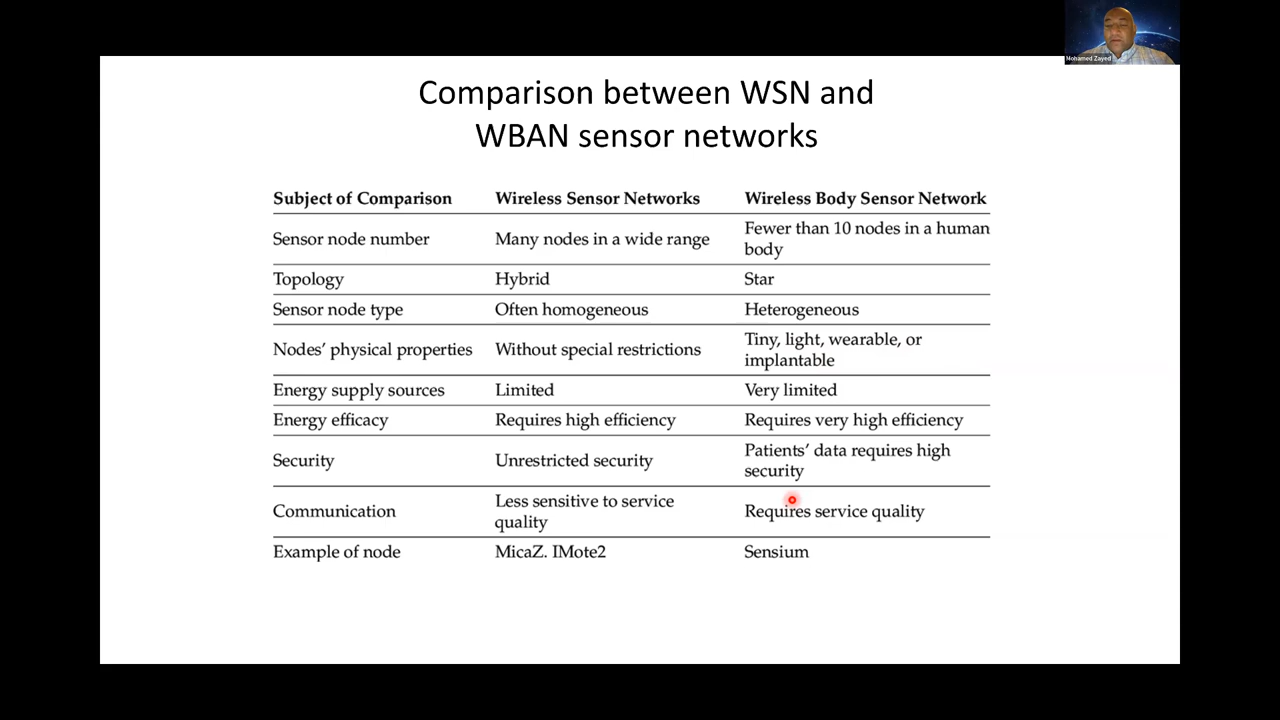 Mohamed Zayed
Comparison between WSN and
WBAN sensor networks
Subject of Comparison Wireless Sensor Networks Wireless Body Sensor Network
Sensor node number Many nodes in a wide range Fewer than 10 nodes in a human
body
Topology Hybrid Star
Sensor node type Often homogeneous Heterogeneous
Nodes' physical properties Without special restrictions Tiny, light, wearable, or
implantable
Energy supply sources Limited Very limited
Energy efficacy Requires high efficiency Requires very high efficiency
Security Unrestricted security Patients' data requires high
security
Communication Less sensitive to service
quality Requires service quality
Example of node MicaZ. IMote2 Sensium